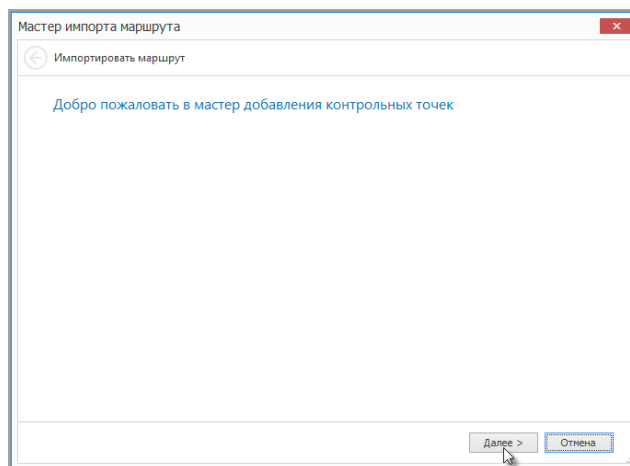 Мастер импорта маршрута
Импортировать маршрут
Добро пожаловать в мастер добавления контрольных точек
Далее >
Отмена